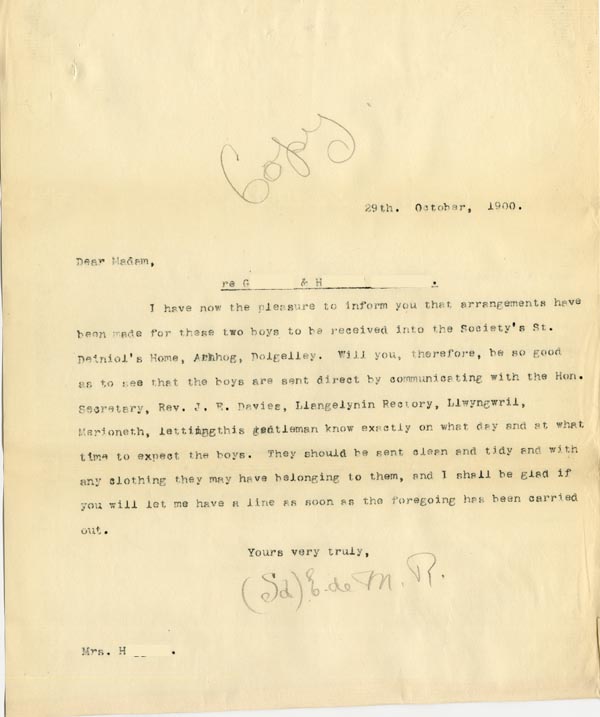 Copy
29th. October, 1900.
Dear Madam,
re G & H .
I have now the pleasure to inform you that arrangements have
been made for these two boys to be received into the Society's St.
Deiniol's Home, Arhhog, Dolgelley. Will you, therefore, be so good
as to see that the boys are sent direct by communicating with the Hon.
Secretary, Rev. J. E. Davies, Llangelynin Rectory, Llwyngwril,
Marioneth, lettingthis gentleman know exactly on what day and at what
time to expect the boys. They should be sent clean and tidy and with
any clothing they may have belonging to them, and I shall be glad if
you will let me have a line as soon as the foregoing has been carried
out.
Yours very truly,
(Sd) E. de M. R.
Mrs. H __ .